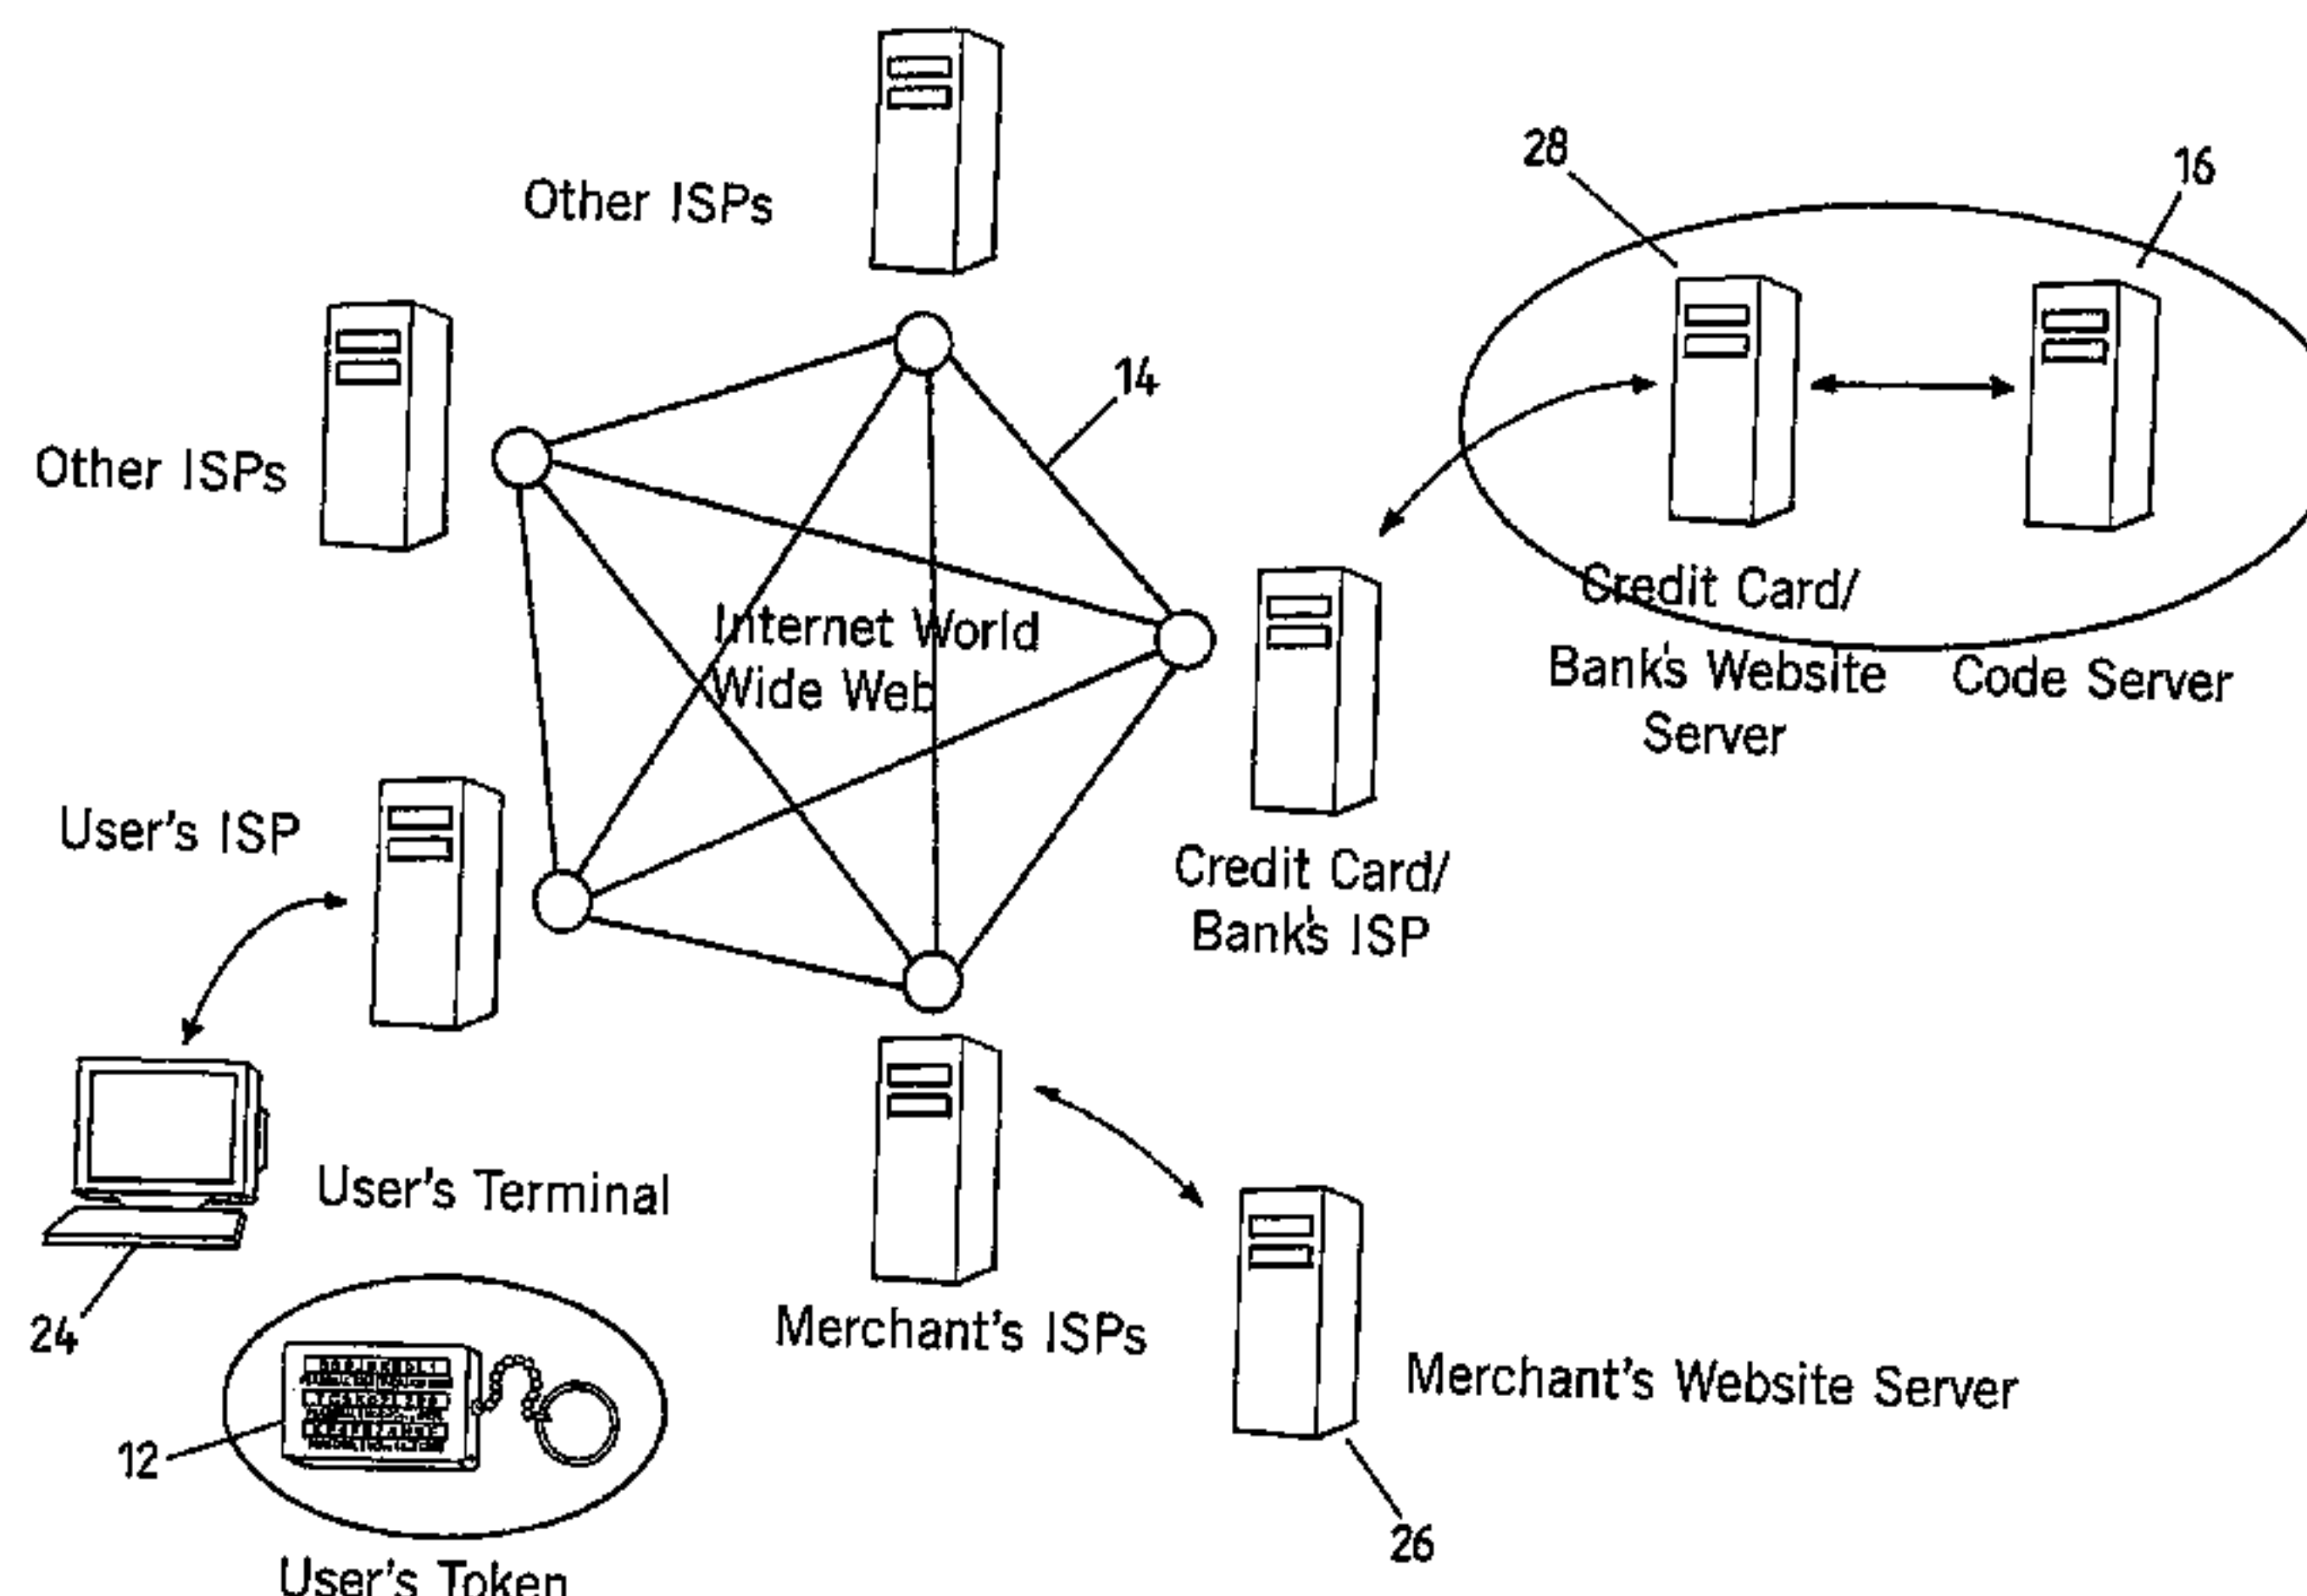 Other ISPs
28
16
Other ISPs
14
Internet World
Wide Web
Credit Card/
Bank's Website
Server
Code Server
User's ISP
Credit Card/
Bank's ISP
User's Terminal
24
Merchant's ISPs
Merchant's Website Server
12
26
User's Token